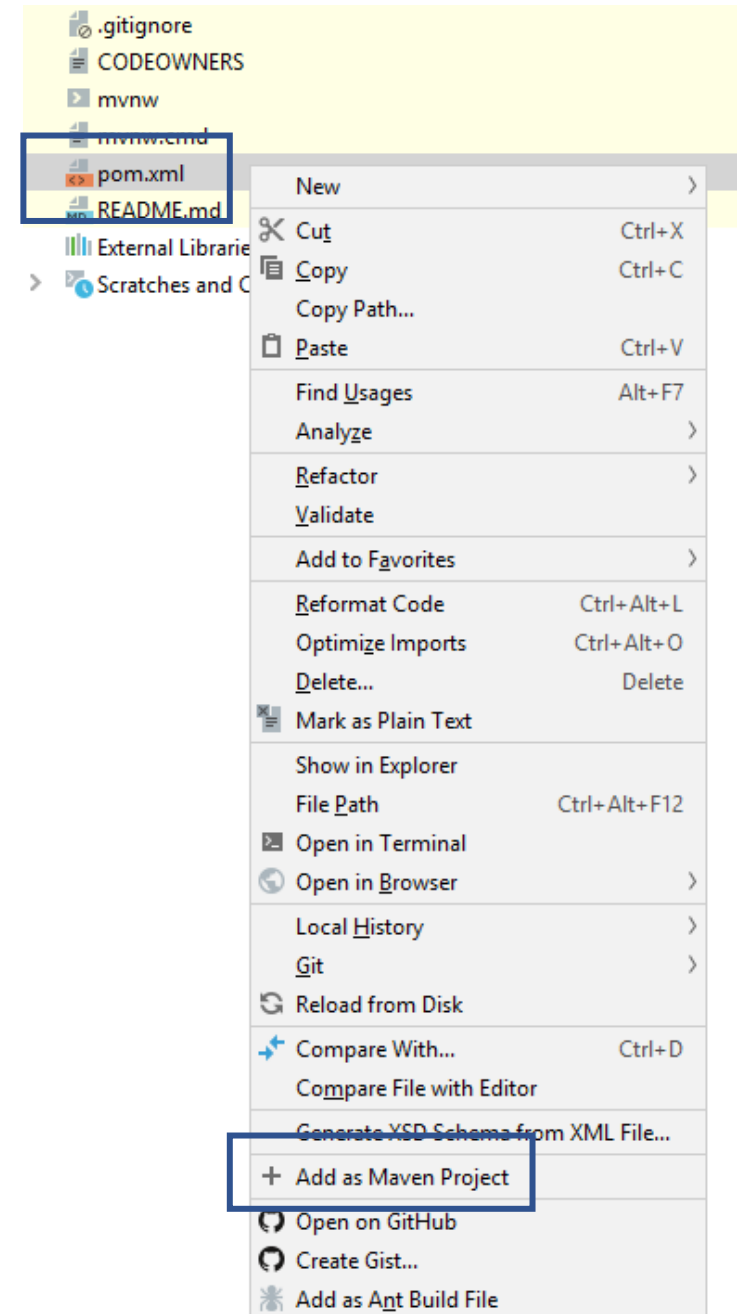 .gitignore
CODEOWNERS
mvnw
mvnw.cmd
pom.xml
README.md
External Librarie
Scratches and C
New
Cut Ctrl+X
Copy Ctrl+C
Copy Path...
Paste Ctrl+V
Find Usages Alt+F7
Analyze
Refactor
Validate
Add to Favorites
Reformat Code Ctrl+Alt+L
Optimize Imports Ctrl+Alt+O
Delete... Delete
Mark as Plain Text
Show in Explorer
File Path Ctrl+Alt+F12
Open in Terminal
Open in Browser
Local History
Git
Reload from Disk
Compare With... Ctrl+D
Compare File with Editor
Generate XSD Schema from XML File...
Add as Maven Project
Open on GitHub
Create Gist...
Add as Ant Build File